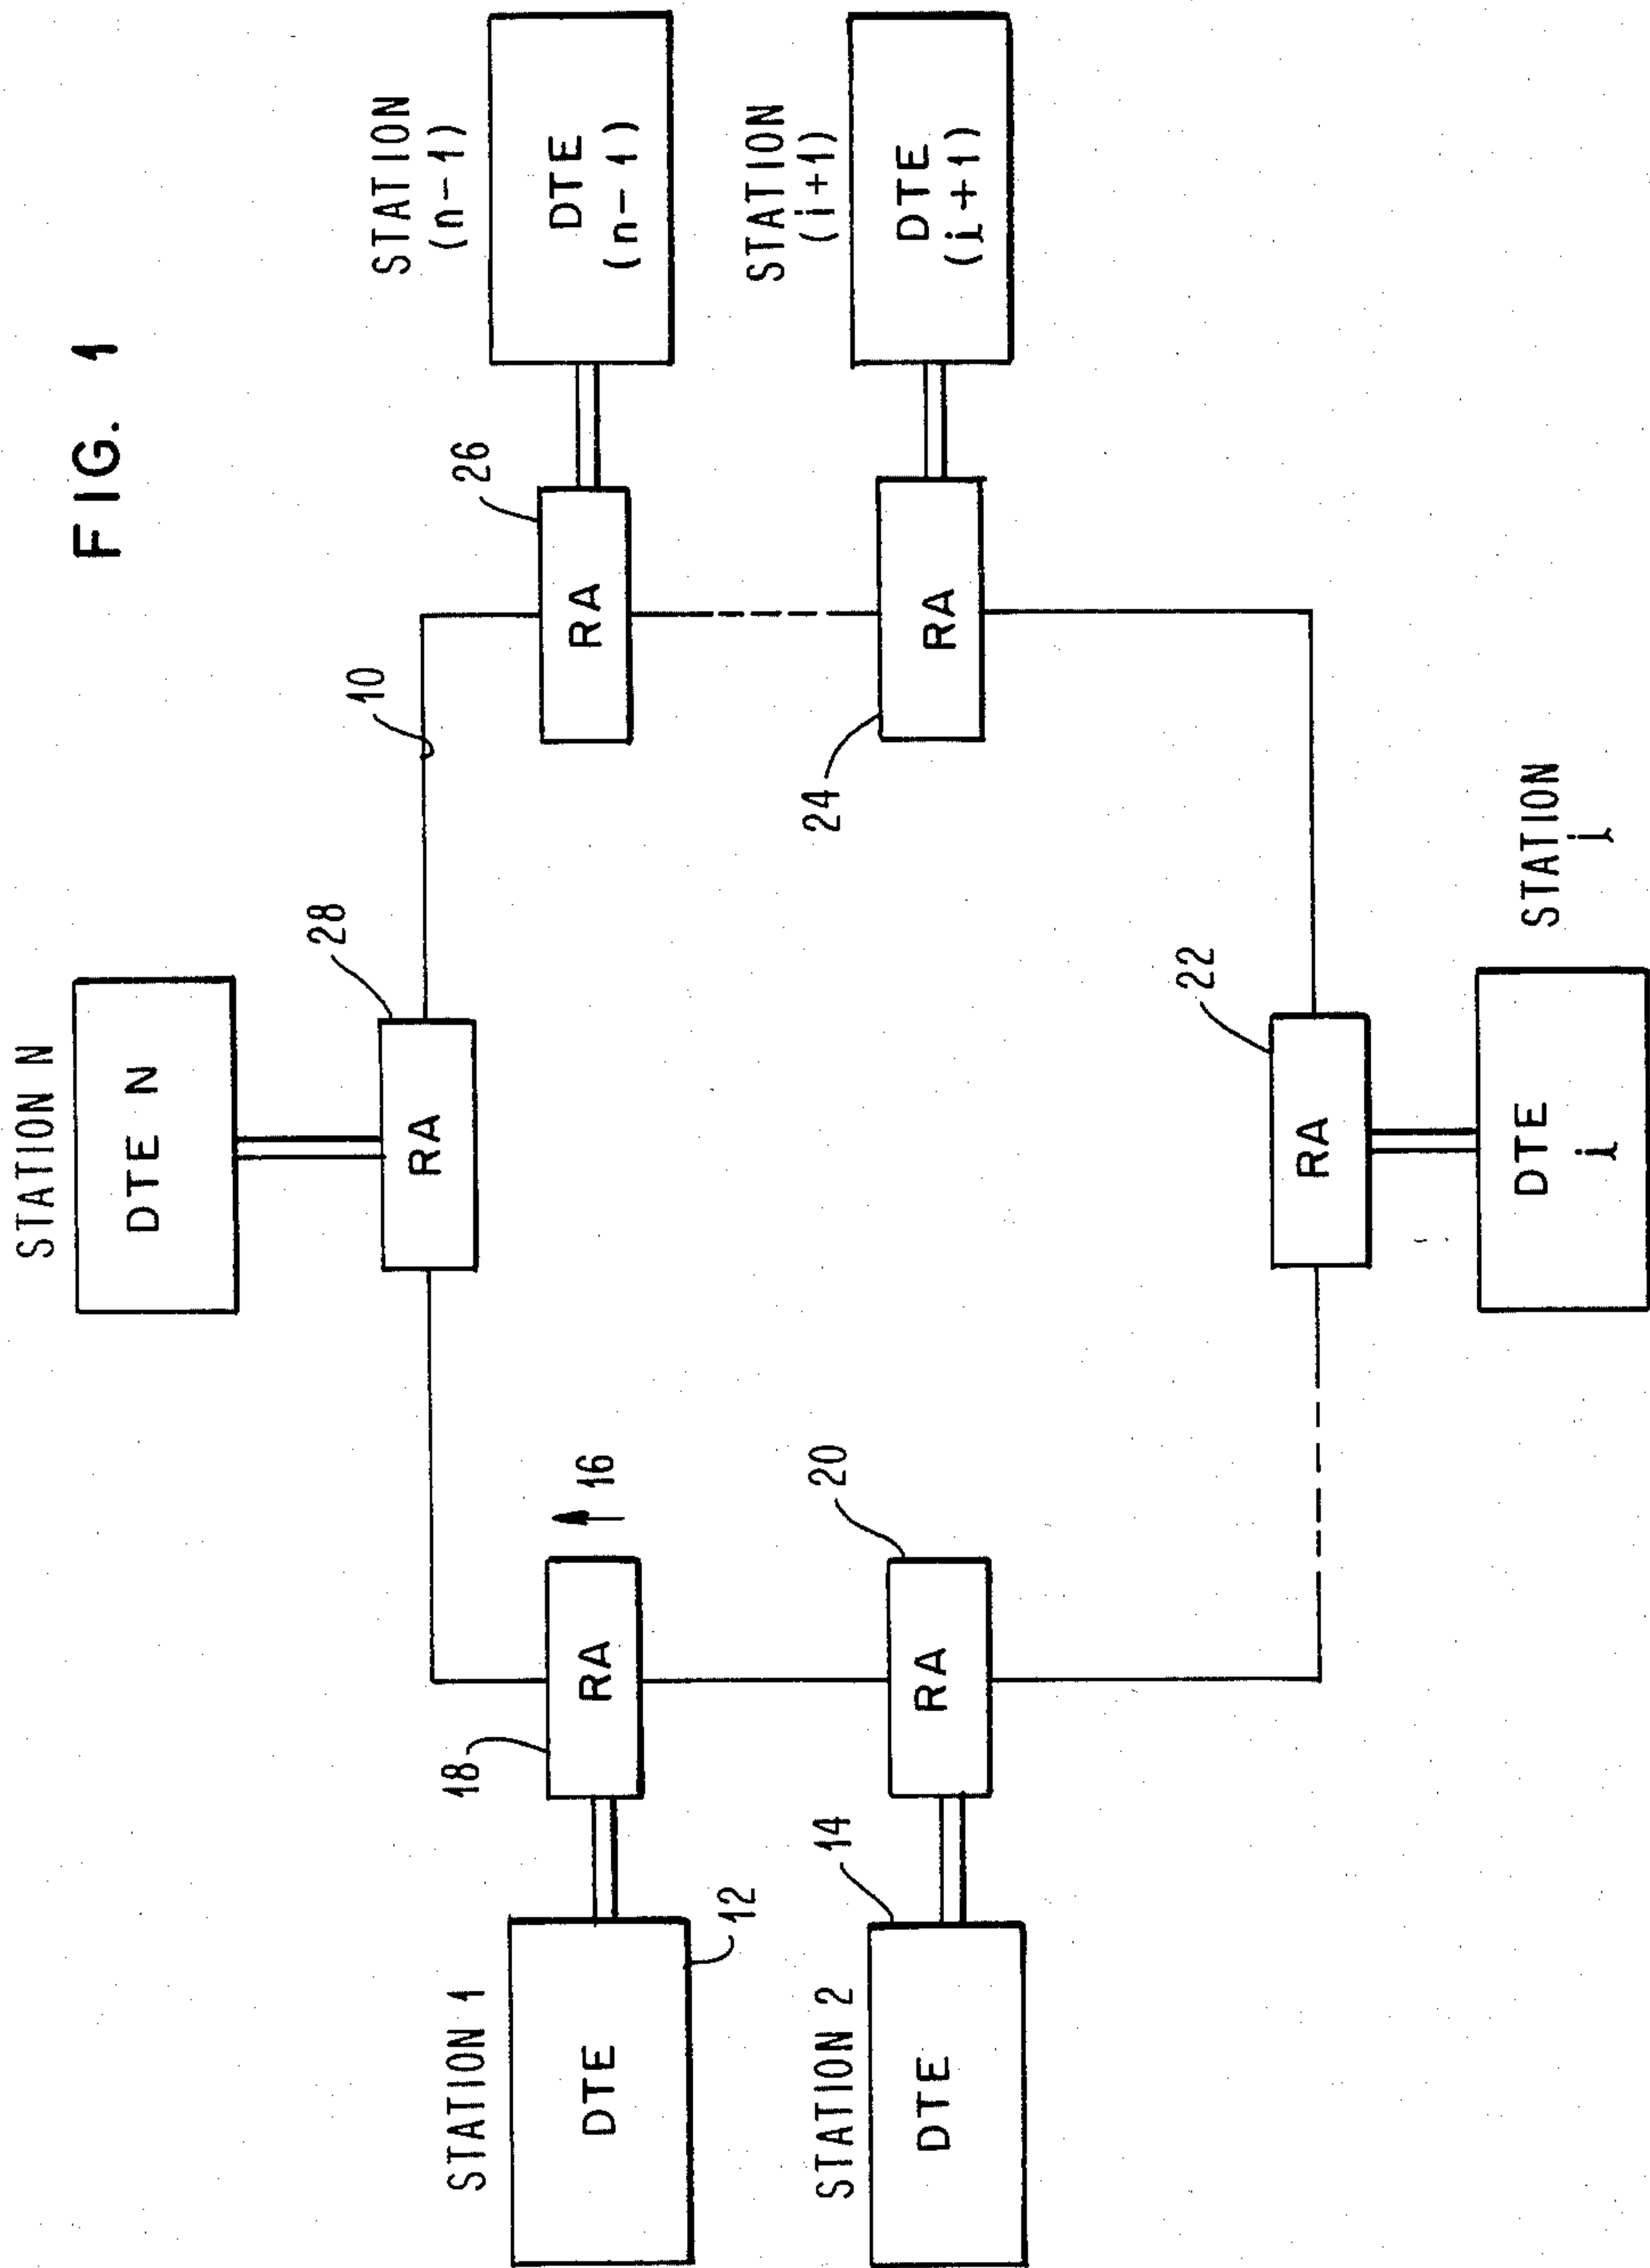 FIG. 1
STATION N
DTE N
28
RA
10
STATION 1
DTE
12
18
RA
16
26
RA
STATION
(n-1)
DTE
(n-1)
STATION 2
DTE
14
20
RA
24
RA
STATION
(i+1)
DTE
(i+1)
22
RA
DTE
i
STATION
i